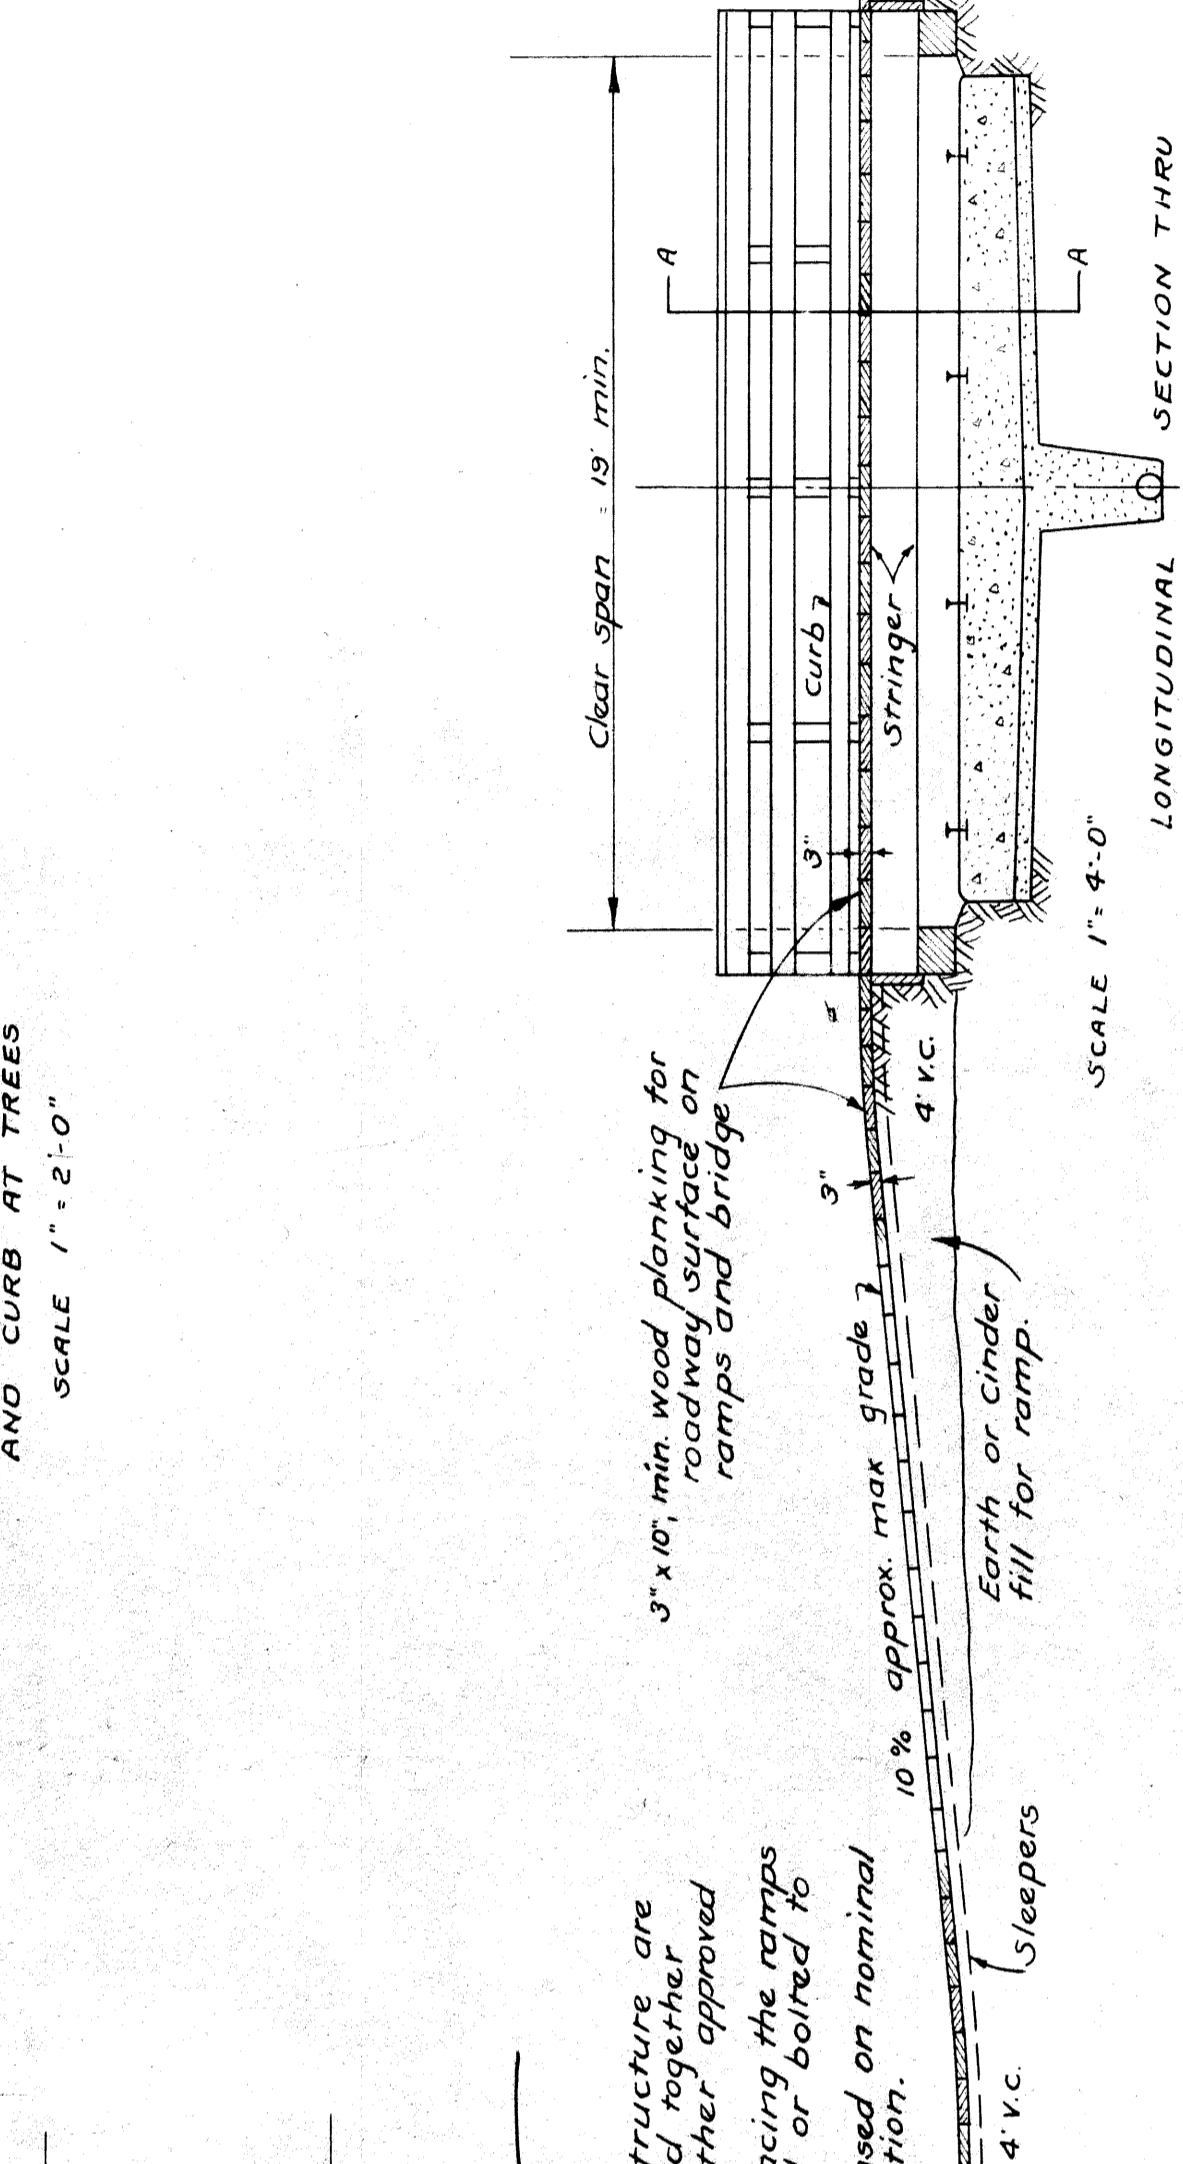 AND CURB AT TREES
SCALE 1" = 2'-0"
Clear span = 19' min.
A
A
Curb
Stringer
3"
3" x 10", min. wood planking for
roadway surface on
ramps and bridge
3"
4' V.C.
10% approx. max grade
Earth or cinder
fill for ramp.
Sleepers
4' V.C.
LONGITUDINAL SECTION THRU
SCALE 1" = 4'-0"
tructure are
d together
ther approved
acing the ramps
or bolted to
sed on nominal
tion.